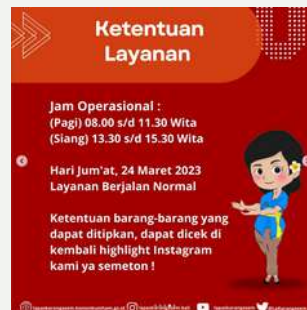 Ketentuan
Layanan
Jam Operasional :
(Pagi) 08.00 s/d 11.30 Wita
(Siang) 13.30 s/d 15.30 Wita
Hari Jum'at, 24 Maret 2023
Layanan Berjalan Normal
Ketentuan barang-barang yang
dapat ditipkan, dapat dicek di
kembali highlight Instagram
kami ya semeton !